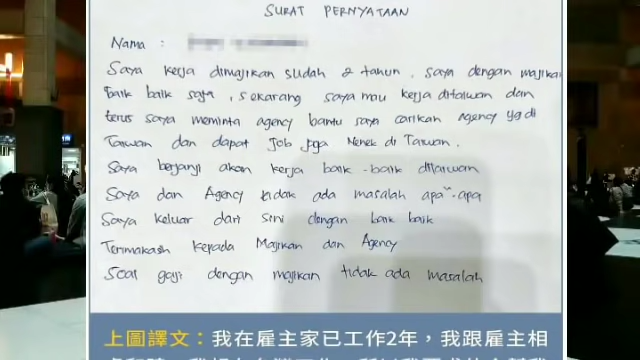 SURAT PERNYATAAN
Nama :
Saya kerja dimajikan sudah 2 tahun, saya dengan majikan
baik baik saja, sekarang saya mau kerja ditaiwan dan
terus saya meminta agency bantu saya carikan Agency yg di
Taiwan dan dapat Job jaga Nenek di Taiwan.
Saya berjanji akan kerja baik-baik ditaiwan
Saya dan Agency tidak ada masalah apa-apa
Saya keluar dari sini dengan baik baik
Terimakash kepada Majikan dan Agency
Soal gaji dengan majikan tidak ada masalah
上圖譯文：我在雇主家已工作2年，我跟雇主相